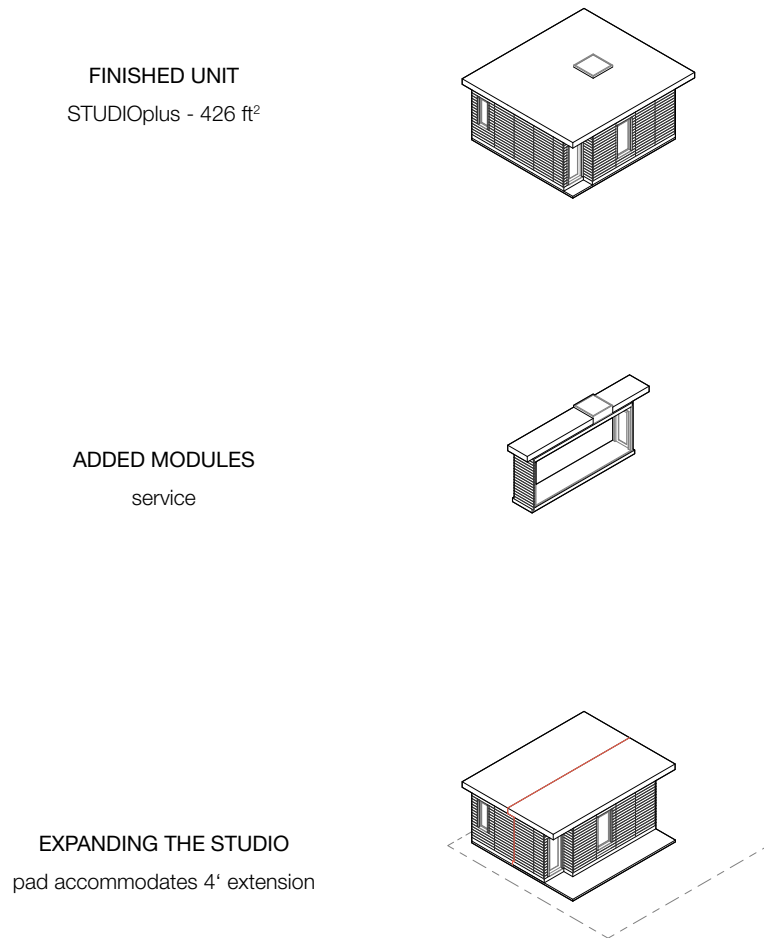 FINISHED UNIT
STUDIOplus - 426 ft²
ADDED MODULES
service
EXPANDING THE STUDIO
pad accommodates 4‘ extension